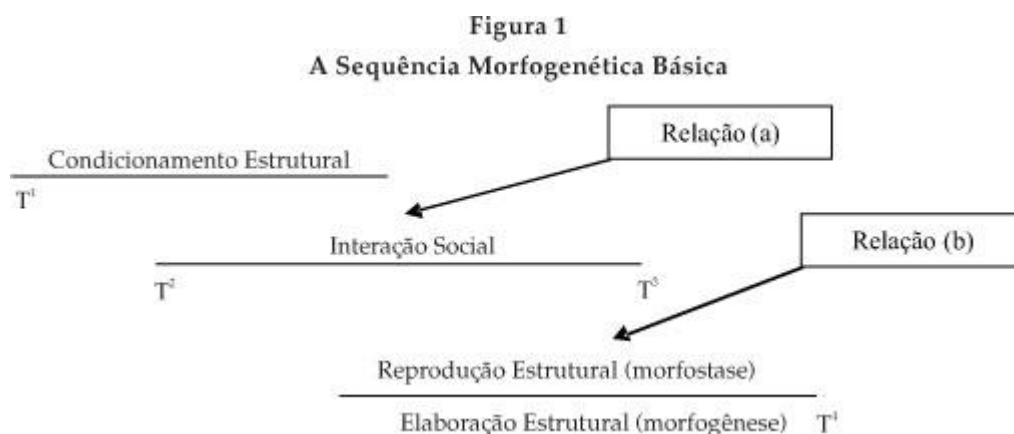 Figura 1
A Sequência Morfogenética Básica
Relação (a)
Condicionamento Estrutural
T¹
Relação (b)
Interação Social
T² T³
Reprodução Estrutural (morfostase)
Elaboração Estrutural (morfogênese) T⁴